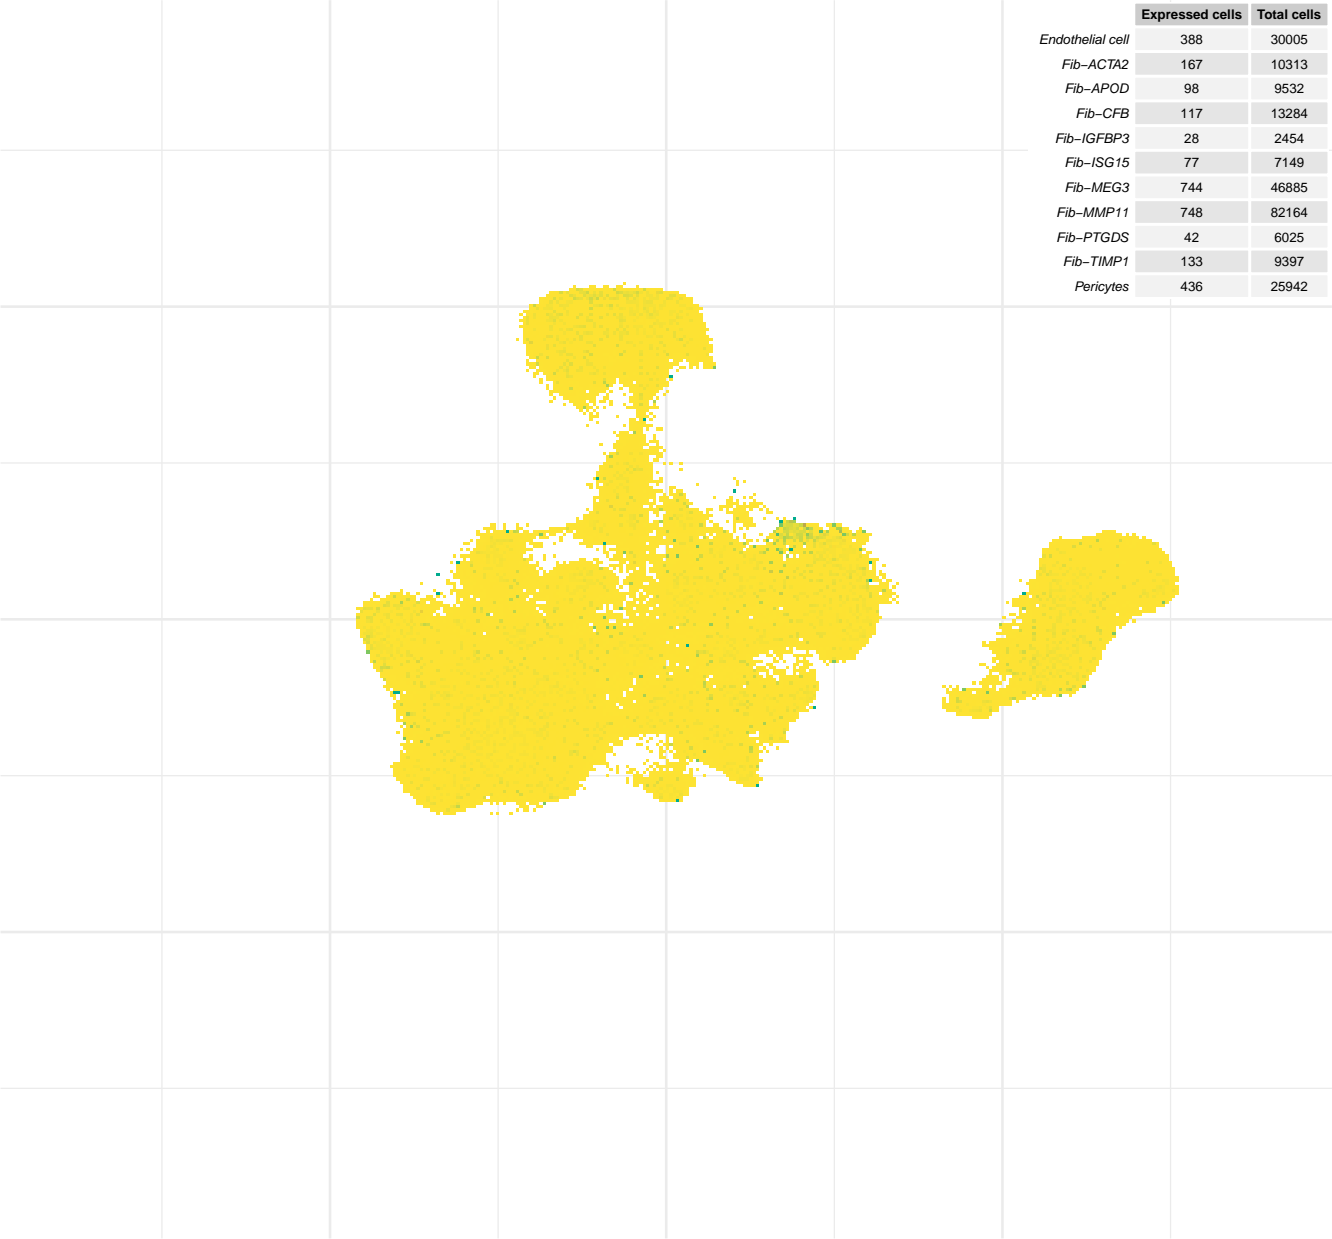 Expressed cells Total cells
Endothelial cell 388 30005
Fib−ACTA2 167 10313
Fib−APOD 98 9532
Fib−CFB 117 13284
Fib−IGFBP3 28 2454
Fib−ISG15 77 7149
Fib−MEG3 744 46885
Fib−MMP11 748 82164
Fib−PTGDS 42 6025
Fib−TIMP1 133 9397
Pericytes 436 25942